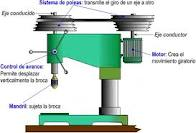 Sistema de poleas: transmite el giro de un eje a otro
Eje conducido
Eje conductor
Motor: Crea el
movimiento giratorio
Control de avance:
Permite desplazar
verticalmente la broca
Mandril: sujeta la broca